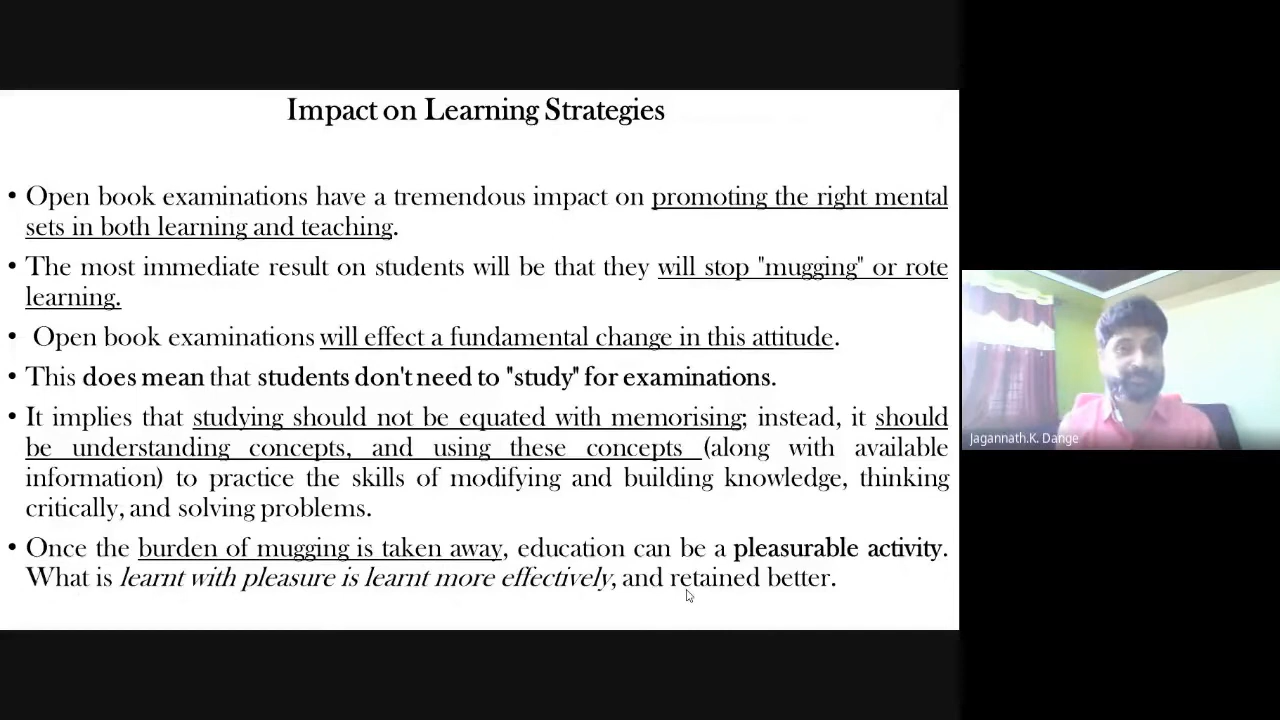 Impact on Learning Strategies
• Open book examinations have a tremendous impact on promoting the right mental
sets in both learning and teaching.
• The most immediate result on students will be that they will stop "mugging" or rote
learning.
• Open book examinations will effect a fundamental change in this attitude.
• This does mean that students don't need to "study" for examinations.
• It implies that studying should not be equated with memorising; instead, it should
be understanding concepts, and using these concepts (along with available
information) to practice the skills of modifying and building knowledge, thinking
critically, and solving problems.
• Once the burden of mugging is taken away, education can be a pleasurable activity.
What is learnt with pleasure is learnt more effectively, and retained better.
Jagannath.K. Dange